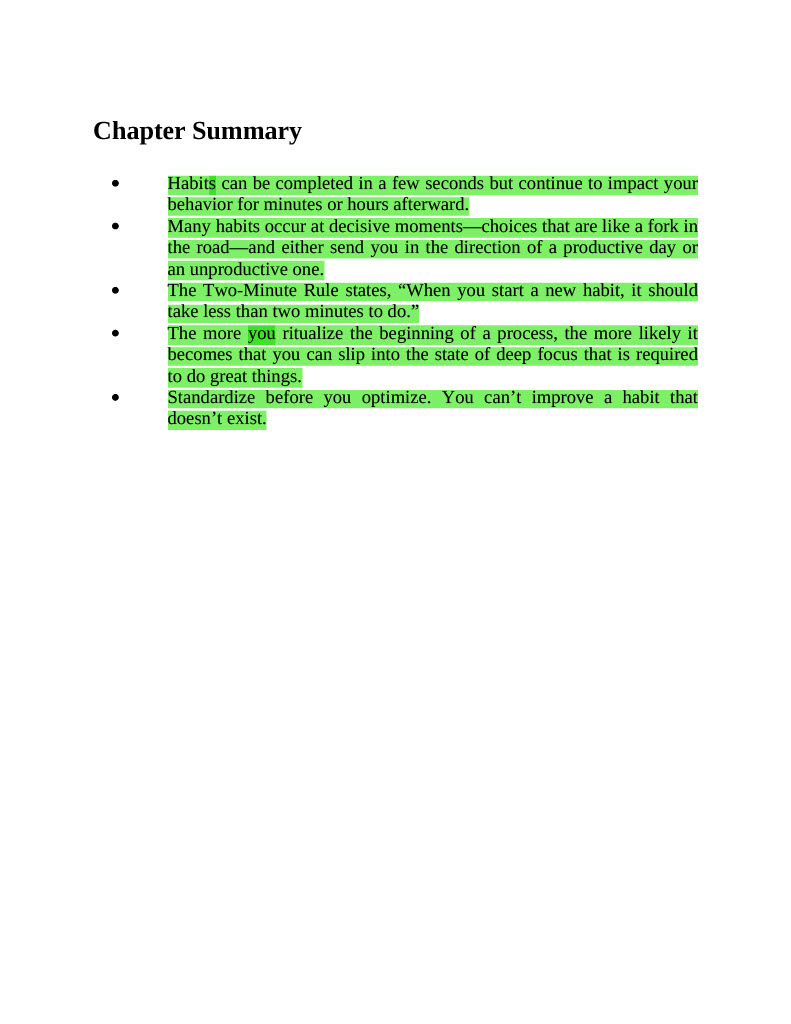 Chapter Summary
• Habits can be completed in a few seconds but continue to impact your
behavior for minutes or hours afterward.
• Many habits occur at decisive moments—choices that are like a fork in
the road—and either send you in the direction of a productive day or
an unproductive one.
• The Two-Minute Rule states, “When you start a new habit, it should
take less than two minutes to do.”
• The more you ritualize the beginning of a process, the more likely it
becomes that you can slip into the state of deep focus that is required
to do great things.
• Standardize before you optimize. You can’t improve a habit that
doesn’t exist.